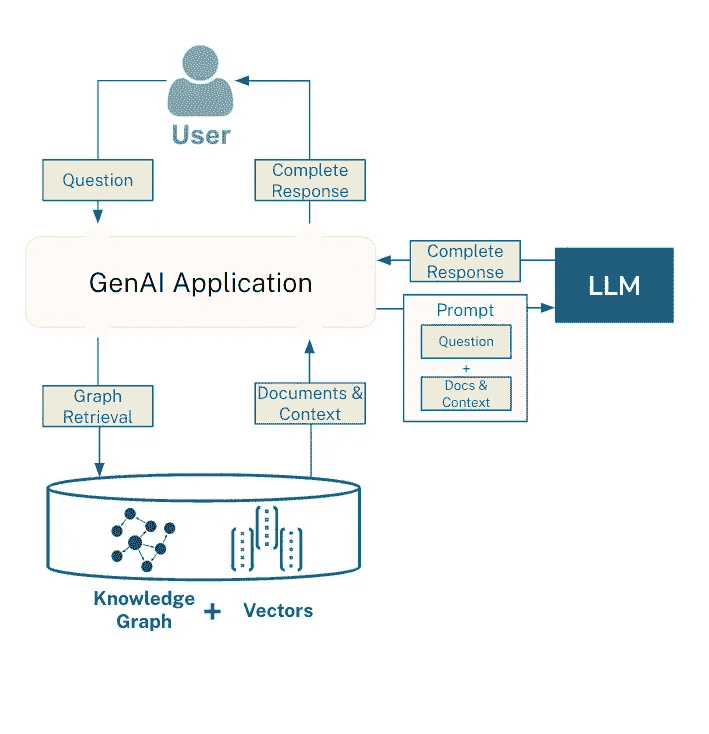 User
Question
Complete
Response
GenAI Application
Complete
Response
LLM
Prompt
Question
+
Docs &
Context
Graph
Retrieval
Documents &
Context
Knowledge
Graph
+
Vectors